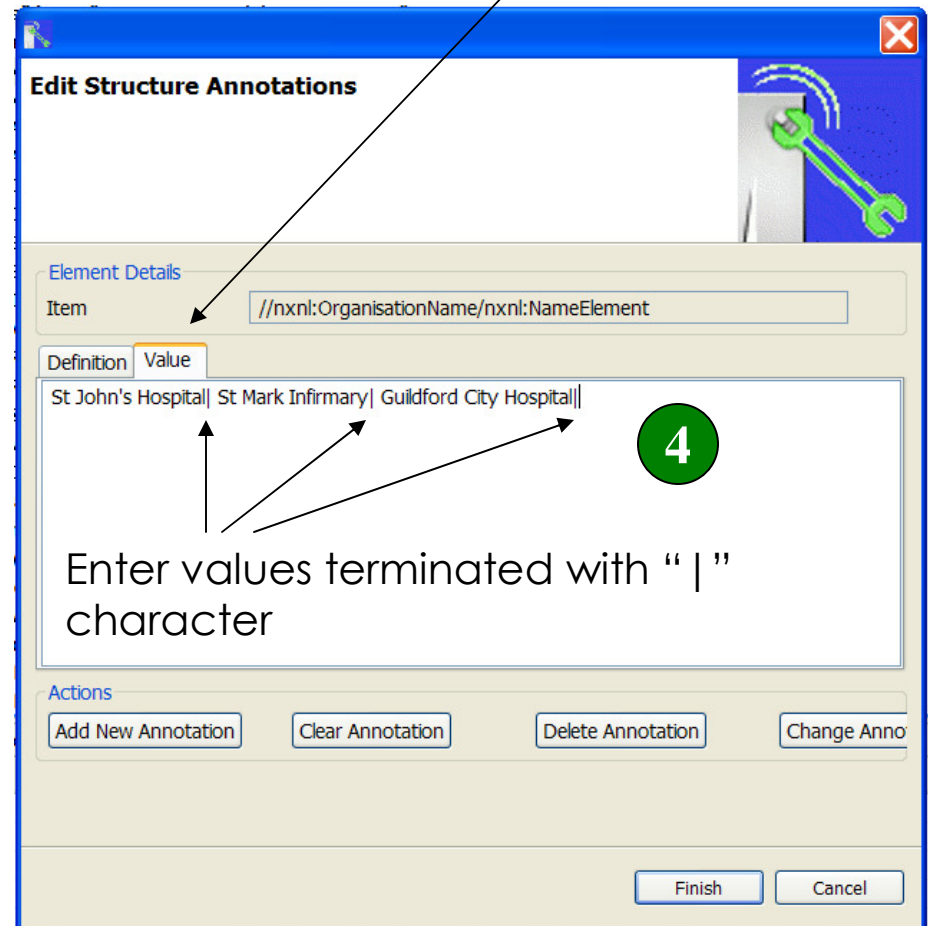 Edit Structure Annotations
Element Details
Item //nxnl:OrganisationName/nxnl:NameElement
Definition Value
St John's Hospital| St Mark Infirmary| Guildford City Hospital|
4
Enter values terminated with “|”
character
Actions
Add New Annotation Clear Annotation Delete Annotation Change Anno
Finish Cancel